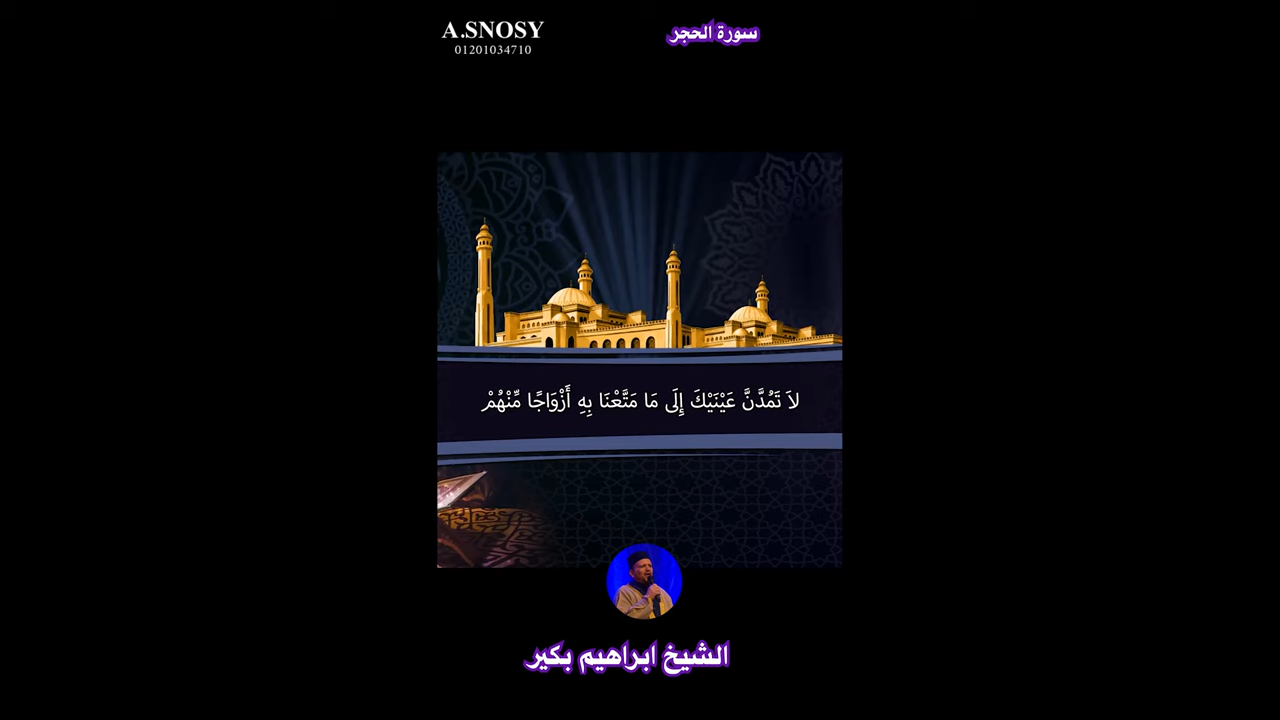 A.SNOSY
01201034710
سورة الحجر
لاَ تَمُدَّنَّ عَيْنَيْكَ إِلَى مَا مَتَّعْنَا بِهِ أَزْوَاجًا مِّنْهُمْ
الشيخ ابراهيم بكير